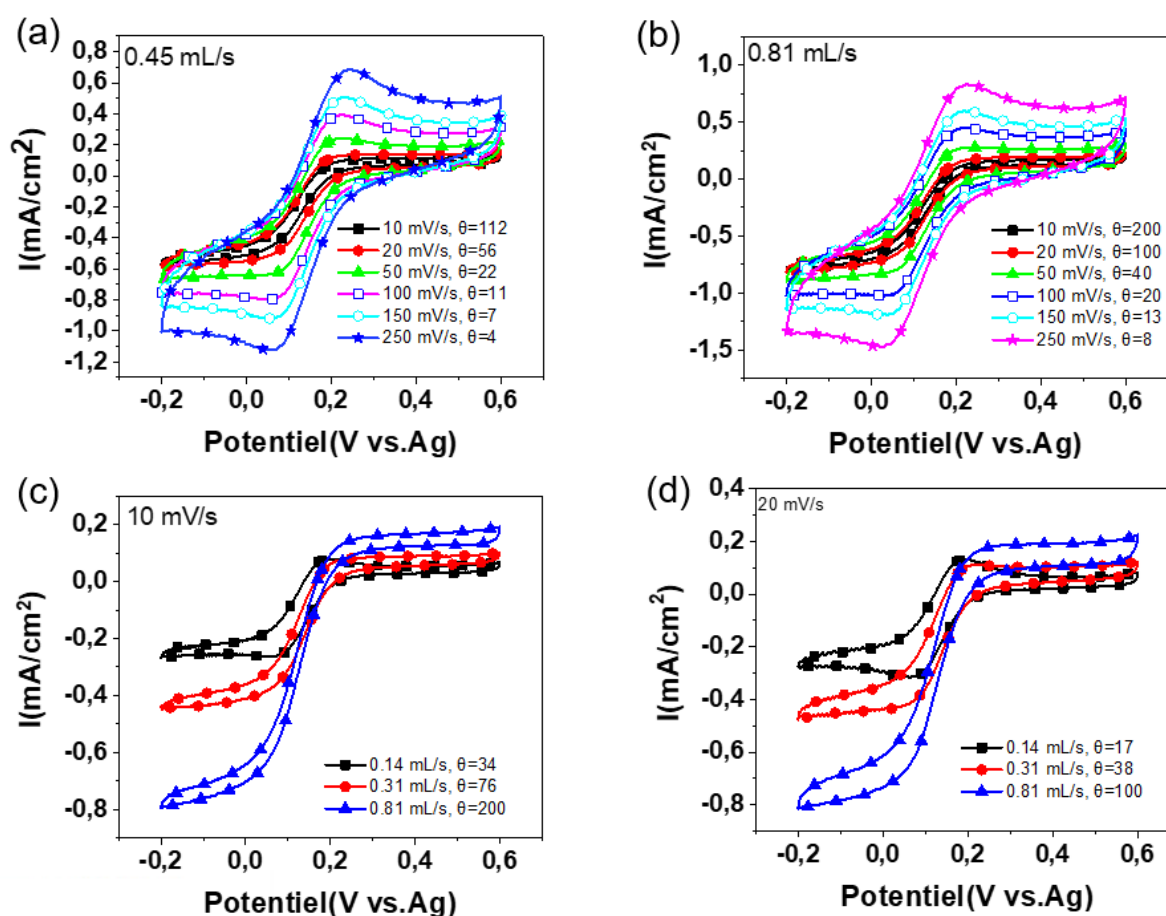 (a)
0.45 mL/s
0,8
0,6
0,4
0,2
0,0
-0,2
-0,4
-0,6
-0,8
-1,0
-1,2
I(mA/cm²)
10 mV/s, θ=112
20 mV/s, θ=56
50 mV/s, θ=22
100 mV/s, θ=11
150 mV/s, θ=7
250 mV/s, θ=4
-0,2 0,0 0,2 0,4 0,6
Potentiel(V vs.Ag)
(b)
0.81 mL/s
1,0
0,5
0,0
-0,5
-1,0
-1,5
I(mA/cm²)
10 mV/s, θ=200
20 mV/s, θ=100
50 mV/s, θ=40
100 mV/s, θ=20
150 mV/s, θ=13
250 mV/s, θ=8
-0,2 0,0 0,2 0,4 0,6
Potentiel(V vs.Ag)
(c)
10 mV/s
0,2
0,0
-0,2
-0,4
-0,6
-0,8
I(mA/cm²)
0.14 mL/s, θ=34
0.31 mL/s, θ=76
0.81 mL/s, θ=200
-0,2 0,0 0,2 0,4 0,6
Potentiel(V vs.Ag)
(d)
20 mV/s
0,4
0,2
0,0
-0,2
-0,4
-0,6
-0,8
I(mA/cm²)
0.14 mL/s, θ=17
0.31 mL/s, θ=38
0.81 mL/s, θ=100
-0,2 0,0 0,2 0,4 0,6
Potentiel(V vs.Ag)